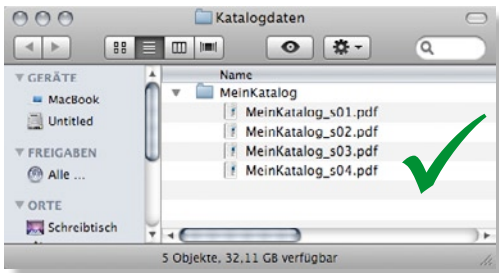 Katalogdaten
Name
GERÄTE
MacBook
Untitled
FREIGABEN
Alle ...
ORTE
Schreibtisch
MeinKatalog
MeinKatalog_s01.pdf
MeinKatalog_s02.pdf
MeinKatalog_s03.pdf
MeinKatalog_s04.pdf
5 Objekte, 32,11 GB verfügbar